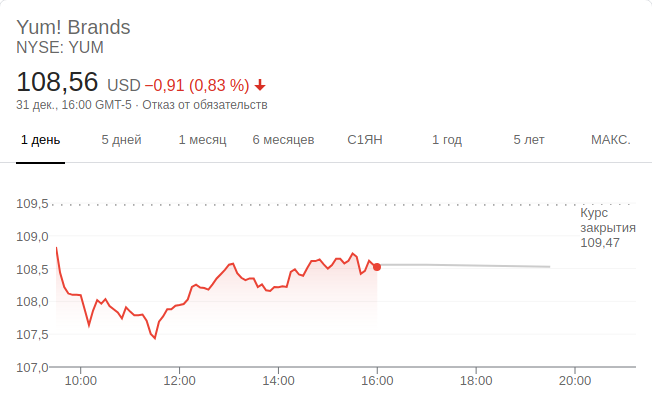 Yum! Brands
NYSE: YUM
108,56 USD −0,91 (0,83 %)
31 дек., 16:00 GMT-5 · Отказ от обязательств
1 день 5 дней 1 месяц 6 месяцев С1ЯН 1 год 5 лет МАКС.
109,5
Курс
закрытия
109,47
109,0
108,5
108,0
107,5
107,0
10:00 12:00 14:00 16:00 18:00 20:00